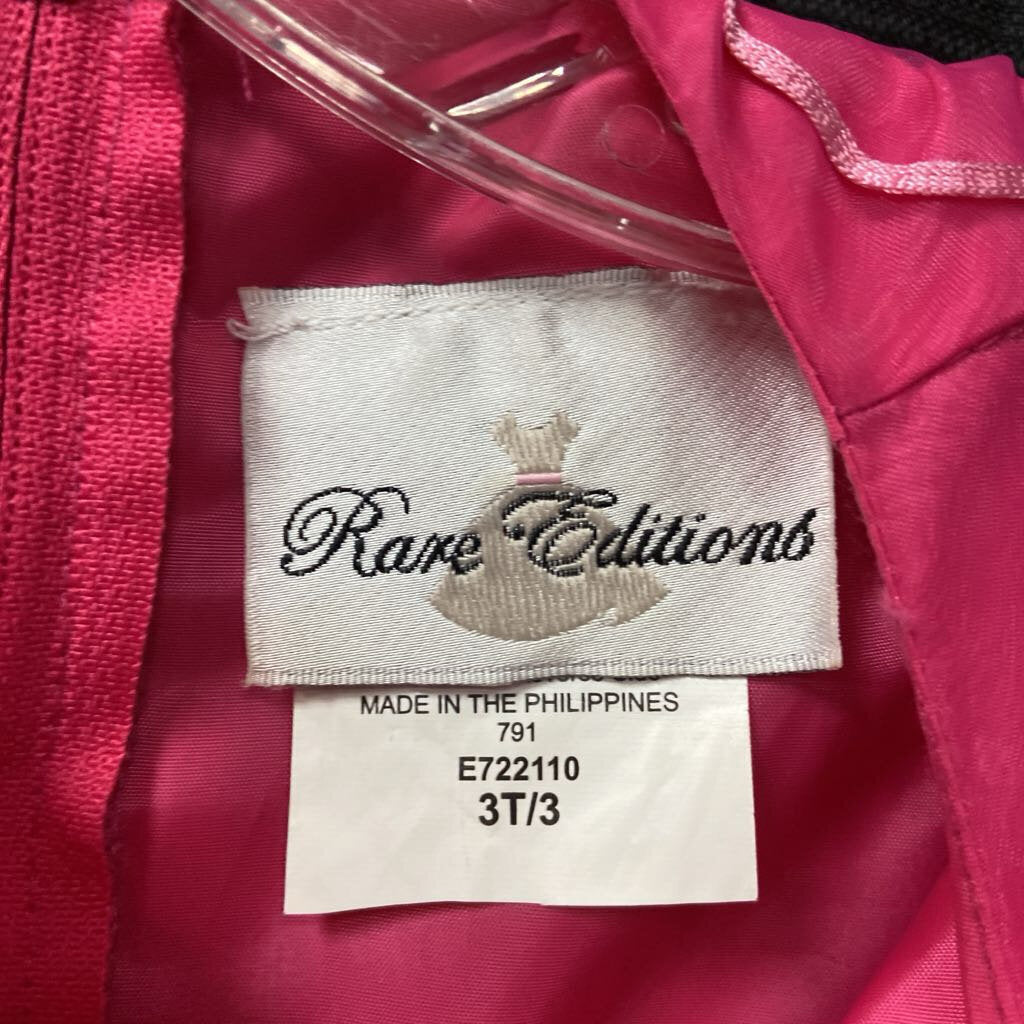 Rare Editions
MADE IN THE PHILIPPINES
791
E722110
3T/3